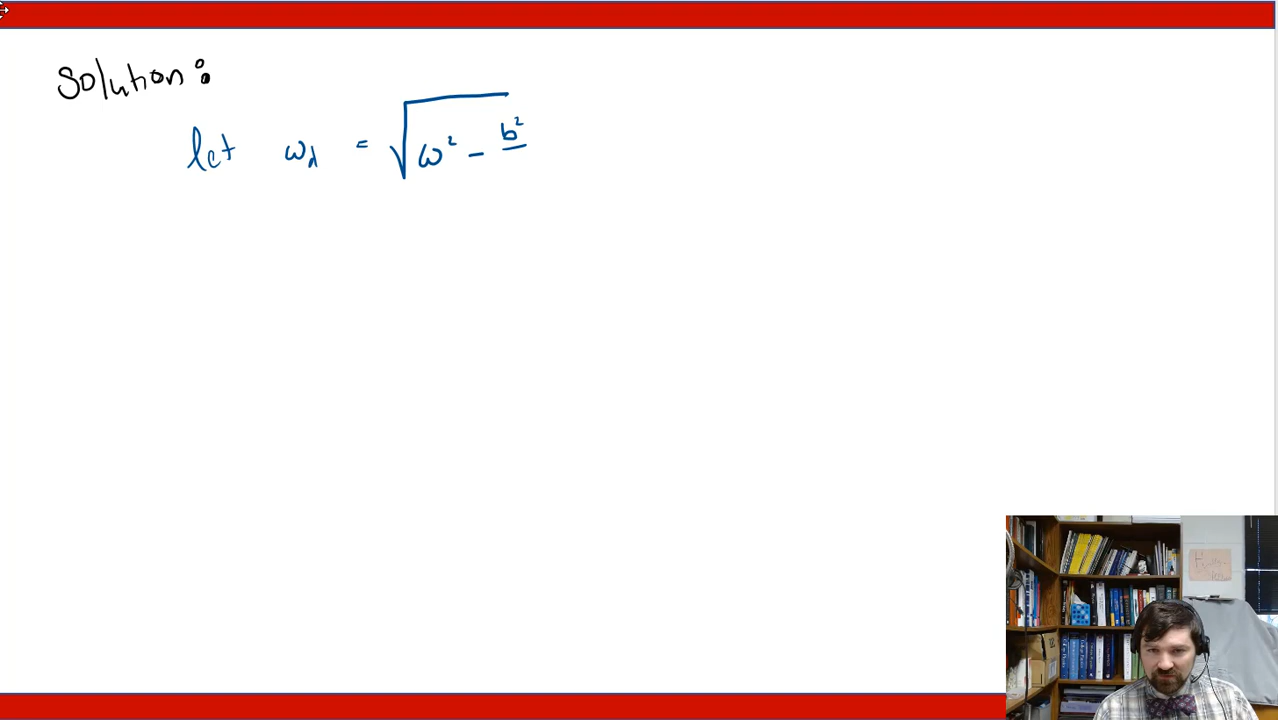 Solution:
let ω_d = √(ω² - b²/